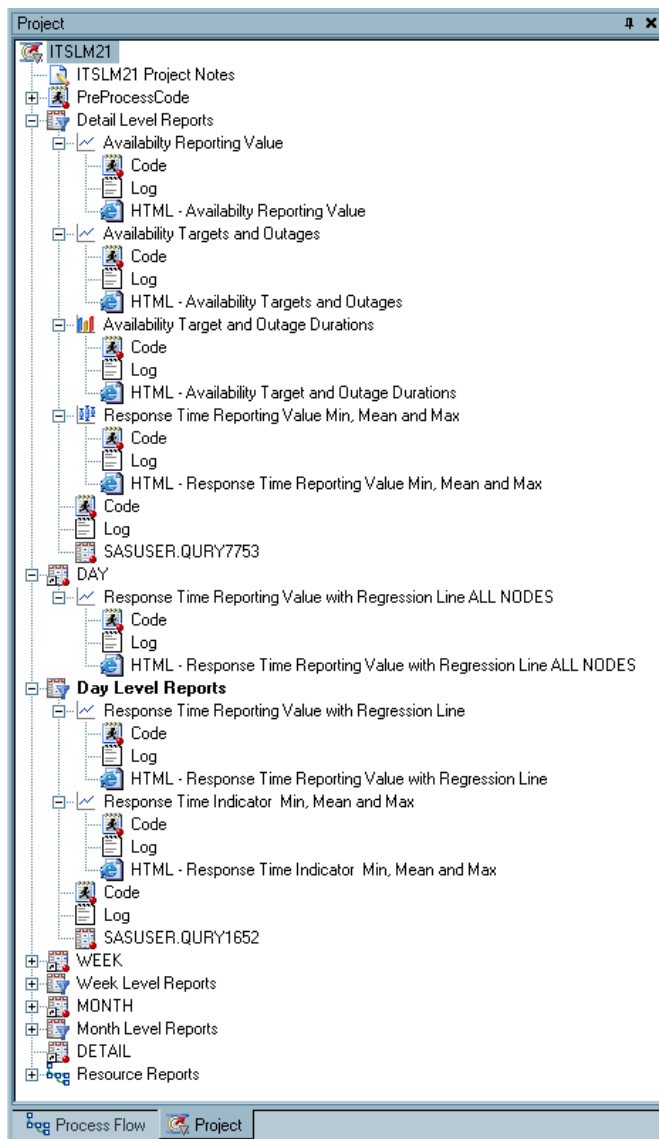 Project
ITSLM21
ITSLM21 Project Notes
PreProcessCode
Detail Level Reports
Availabilty Reporting Value
Code
Log
HTML - Availabilty Reporting Value
Availability Targets and Outages
Code
Log
HTML - Availability Targets and Outages
Availability Target and Outage Durations
Code
Log
HTML - Availability Target and Outage Durations
Response Time Reporting Value Min, Mean and Max
Code
Log
HTML - Response Time Reporting Value Min, Mean and Max
Code
Log
SASUSER.QURY7753
DAY
Response Time Reporting Value with Regression Line ALL NODES
Code
Log
HTML - Response Time Reporting Value with Regression Line ALL NODES
Day Level Reports
Response Time Reporting Value with Regression Line
Code
Log
HTML - Response Time Reporting Value with Regression Line
Response Time Indicator  Min, Mean and Max
Code
Log
HTML - Response Time Indicator  Min, Mean and Max
Code
Log
SASUSER.QURY1652
WEEK
Week Level Reports
MONTH
Month Level Reports
DETAIL
Resource Reports
Process Flow Project